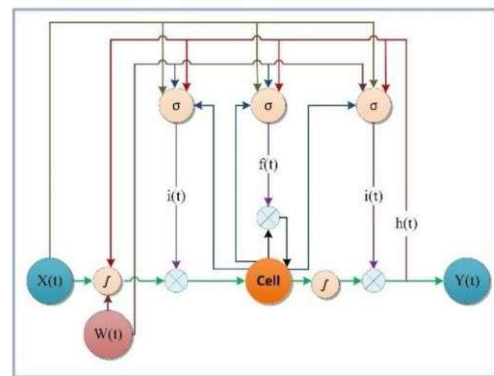 σ σ σ
f(t)
i(t) i(t)
h(t)
X(t) ∫ Cell ∫ Y(t)
W(t)